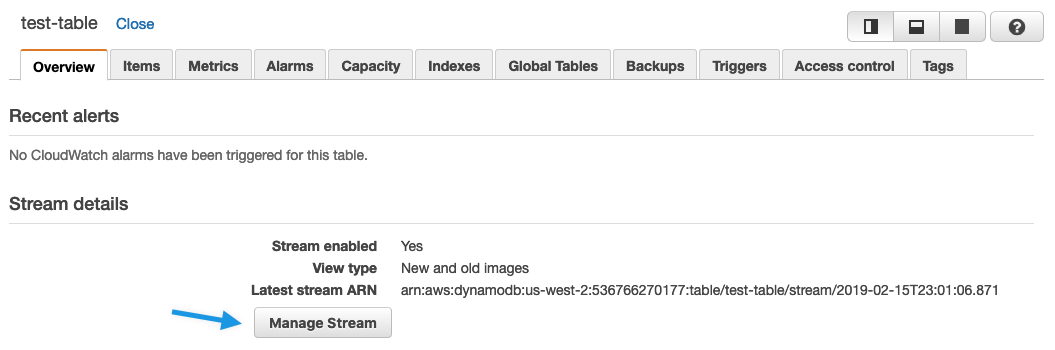 test-table Close
?
Overview Items Metrics Alarms Capacity Indexes Global Tables Backups Triggers Access control Tags
Recent alerts
No CloudWatch alarms have been triggered for this table.
Stream details
Stream enabled Yes
View type New and old images
Latest stream ARN arn:aws:dynamodb:us-west-2:536766270177:table/test-table/stream/2019-02-15T23:01:06.871
Manage Stream